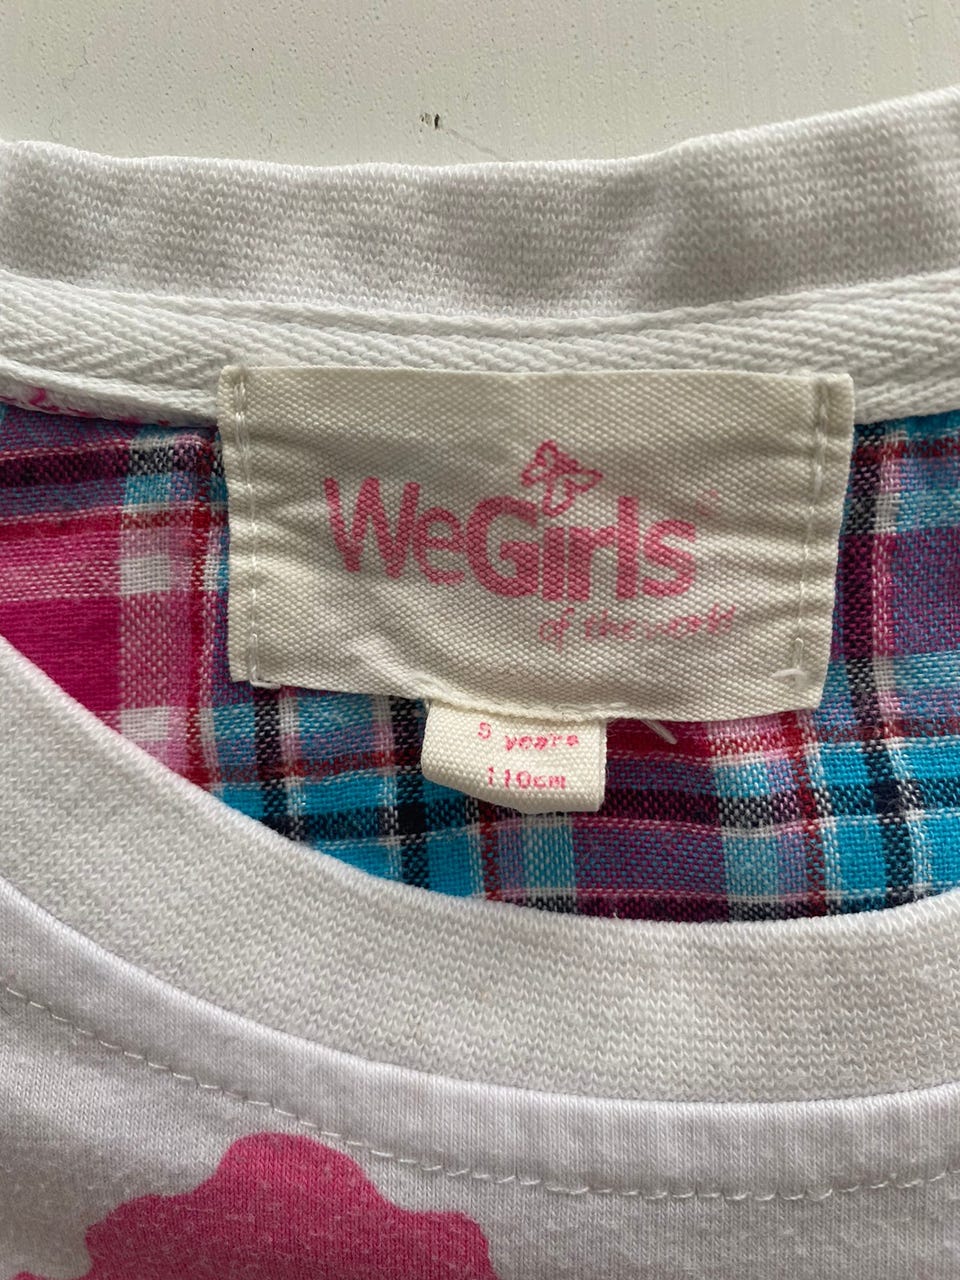 WeGirls
of the world
5 years
110cm